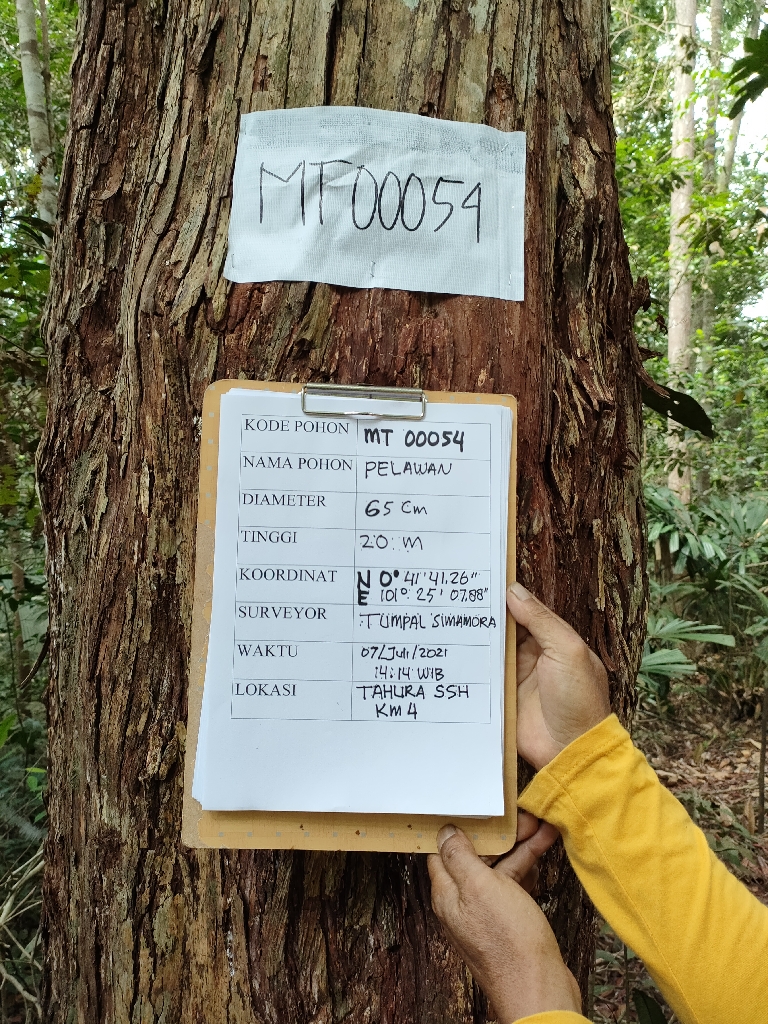 MT00054
KODE POHON MT 00054
NAMA POHON PELAWAN
DIAMETER 65 Cm
TINGGI 20 m
KOORDINAT N 0° 41' 41.26"
E 101° 25' 07.88"
SURVEYOR TUMPAL SIMAMORA
WAKTU 07/Juli/2021
14:14 WIB
LOKASI TAHURA SSH
Km 4